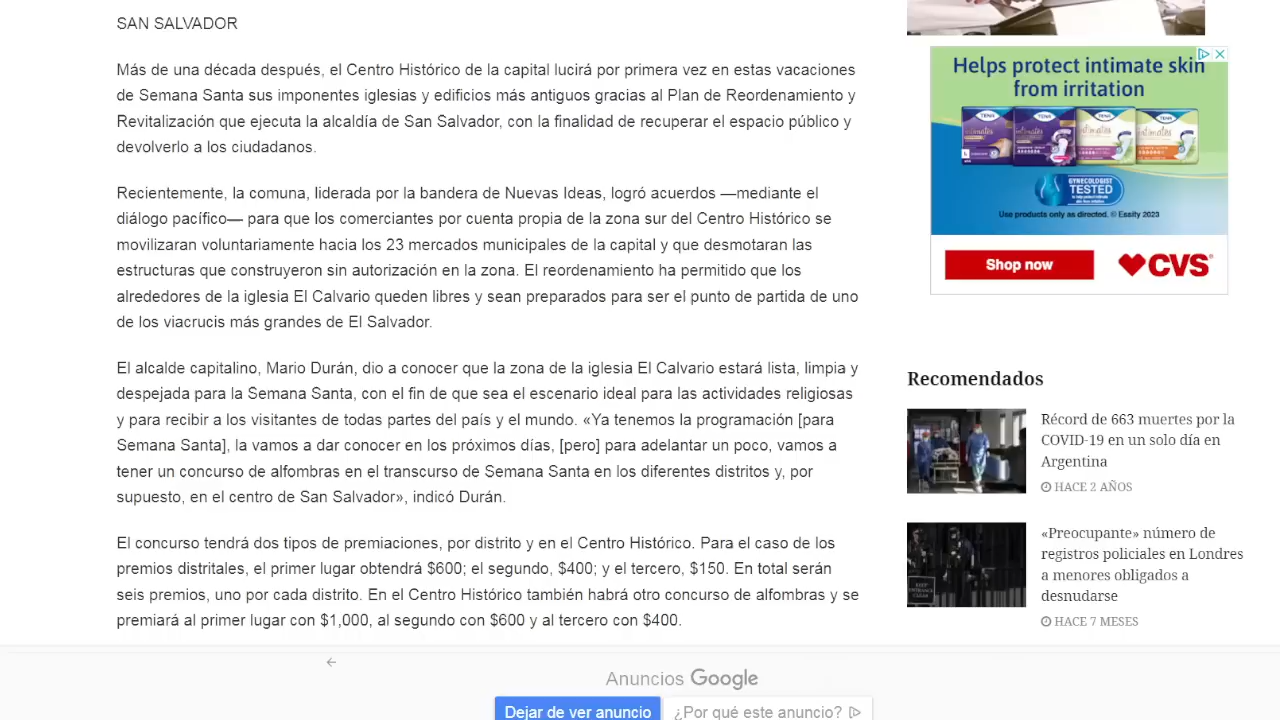 SAN SALVADOR
Más de una década después, el Centro Histórico de la capital lucirá por primera vez en estas vacaciones
de Semana Santa sus imponentes iglesias y edificios más antiguos gracias al Plan de Reordenamiento y
Revitalización que ejecuta la alcaldía de San Salvador, con la finalidad de recuperar el espacio público y
devolverlo a los ciudadanos.
Recientemente, la comuna, liderada por la bandera de Nuevas Ideas, logró acuerdos —mediante el
diálogo pacífico— para que los comerciantes por cuenta propia de la zona sur del Centro Histórico se
movilizaran voluntariamente hacia los 23 mercados municipales de la capital y que desmotaran las
estructuras que construyeron sin autorización en la zona. El reordenamiento ha permitido que los
alrededores de la iglesia El Calvario queden libres y sean preparados para ser el punto de partida de uno
de los viacrucis más grandes de El Salvador.
El alcalde capitalino, Mario Durán, dio a conocer que la zona de la iglesia El Calvario estará lista, limpia y
despejada para la Semana Santa, con el fin de que sea el escenario ideal para las actividades religiosas
y para recibir a los visitantes de todas partes del país y el mundo. «Ya tenemos la programación [para
Semana Santa], la vamos a dar conocer en los próximos días, [pero] para adelantar un poco, vamos a
tener un concurso de alfombras en el transcurso de Semana Santa en los diferentes distritos y, por
supuesto, en el centro de San Salvador», indicó Durán.
El concurso tendrá dos tipos de premiaciones, por distrito y en el Centro Histórico. Para el caso de los
premios distritales, el primer lugar obtendrá $600; el segundo, $400; y el tercero, $150. En total serán
seis premios, uno por cada distrito. En el Centro Histórico también habrá otro concurso de alfombras y se
premiará al primer lugar con $1,000, al segundo con $600 y al tercero con $400.
Helps protect intimate skin
from irritation
TENA TENA TENA TENA
intimates intimates intimates
GYNECOLOGIST
TESTED
Use products only as directed. © Essity 2023
Shop now
CVS
Recomendados
Récord de 663 muertes por la
COVID-19 en un solo día en
Argentina
HACE 2 AÑOS
«Preocupante» número de
registros policiales en Londres
a menores obligados a
desnudarse
HACE 7 MESES
Anuncios Google
Dejar de ver anuncio
¿Por qué este anuncio?